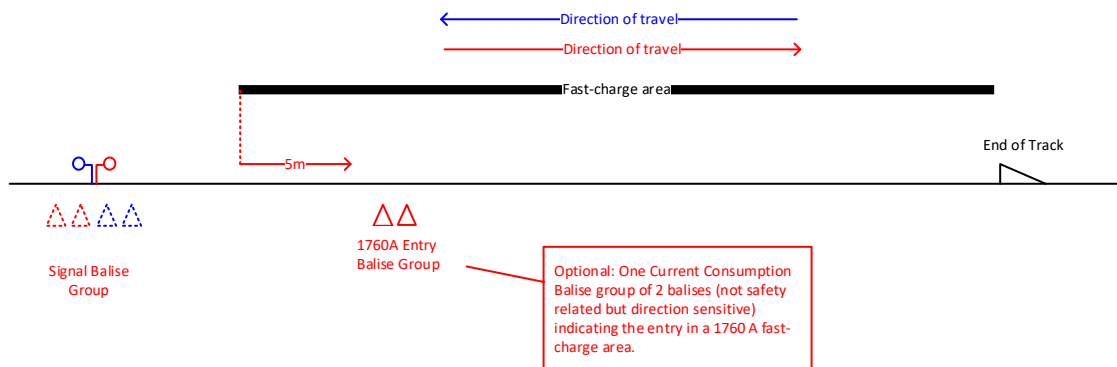 Direction of travel
Direction of travel
Fast-charge area
End of Track
5m
1760A Entry
Balise Group
Signal Balise
Group
Optional: One Current Consumption
Balise group of 2 balises (not safety
related but direction sensitive)
indicating the entry in a 1760 A fast-
charge area.